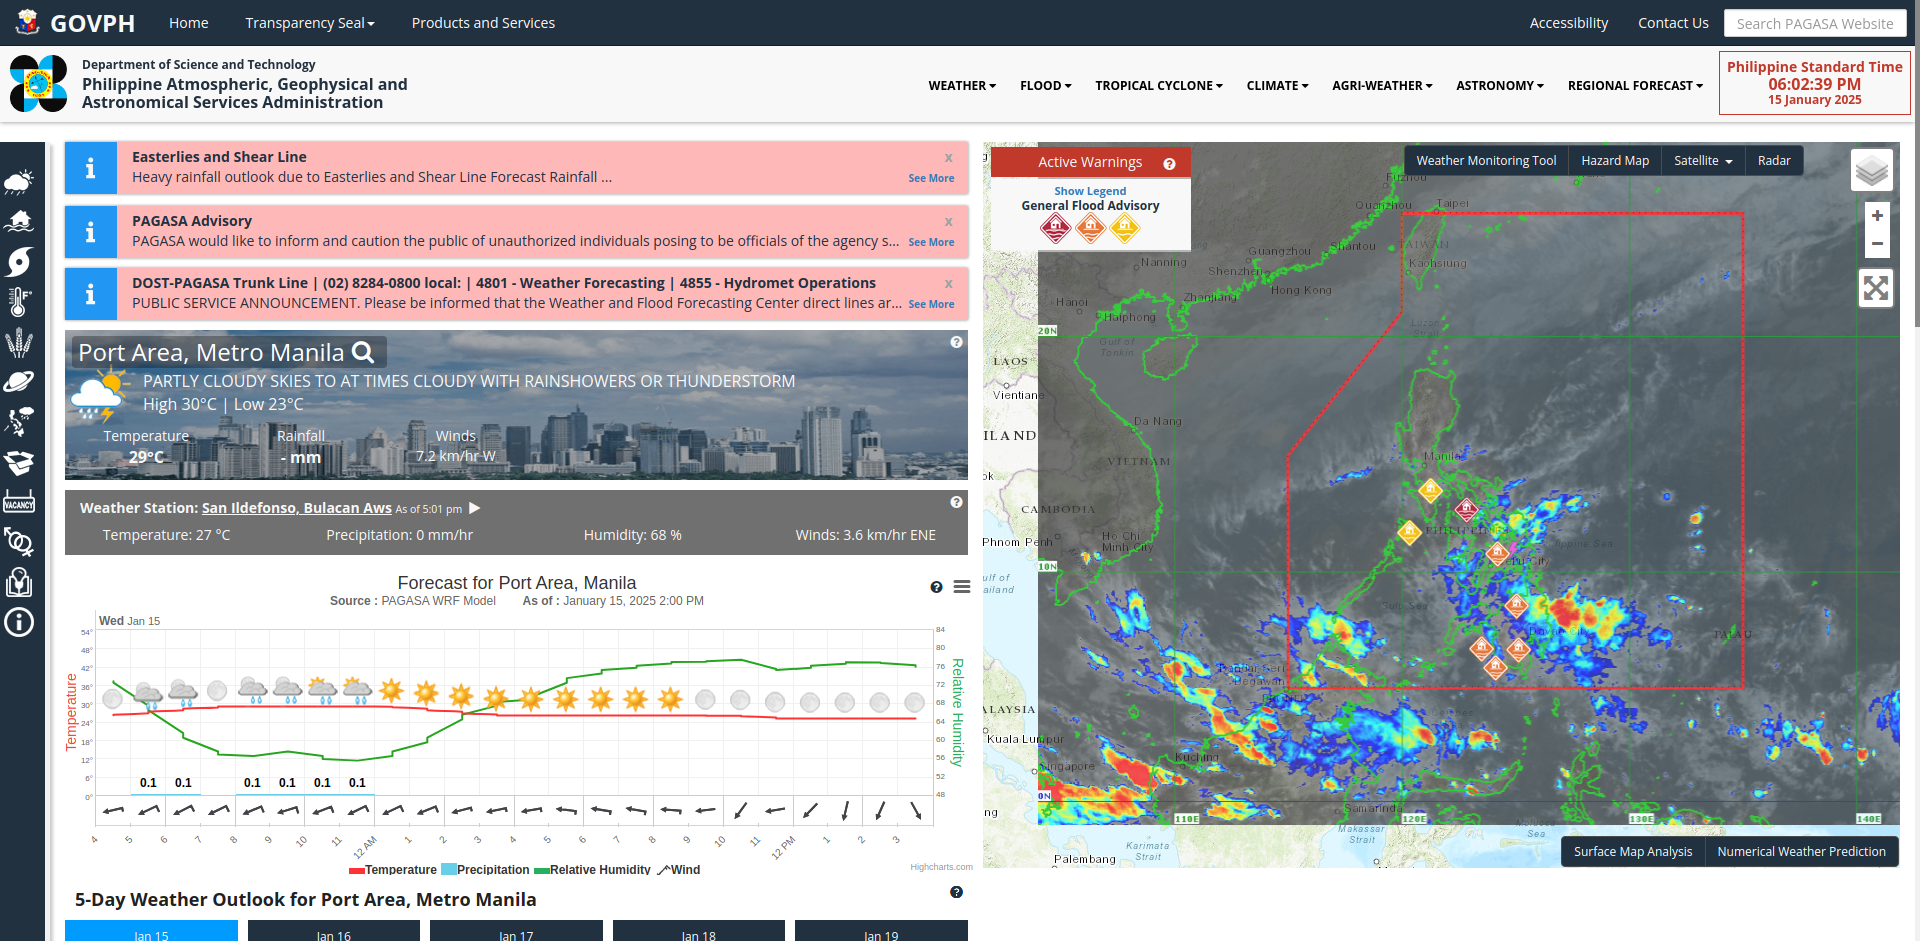 GOVPH
Home
Transparency Seal
Products and Services
Accessibility
Contact Us
Search PAGASA Website
Department of Science and Technology
Philippine Atmospheric, Geophysical and
Astronomical Services Administration
WEATHER
FLOOD
TROPICAL CYCLONE
CLIMATE
AGRI-WEATHER
ASTRONOMY
REGIONAL FORECAST
Philippine Standard Time
06:02:39 PM
15 January 2025
Easterlies and Shear Line
x
Heavy rainfall outlook due to Easterlies and Shear Line Forecast Rainfall ...
See More
PAGASA Advisory
x
PAGASA would like to inform and caution the public of unauthorized individuals posing to be officials of the agency s...
See More
DOST-PAGASA Trunk Line | (02) 8284-0800 local: | 4801 - Weather Forecasting | 4855 - Hydromet Operations
x
PUBLIC SERVICE ANNOUNCEMENT. Please be informed that the Weather and Flood Forecasting Center direct lines ar...
See More
VACANCY
Port Area, Metro Manila
PARTLY CLOUDY SKIES TO AT TIMES CLOUDY WITH RAINSHOWERS OR THUNDERSTORM
High 30°C | Low 23°C
Temperature
Rainfall
Winds
29°C
- mm
7.2 km/hr W
Weather Station: San Ildefonso, Bulacan Aws As of 5:01 pm
Temperature: 27 °C
Precipitation: 0 mm/hr
Humidity: 68 %
Winds: 3.6 km/hr ENE
Forecast for Port Area, Manila
Source : PAGASA WRF Model
As of : January 15, 2025 2:00 PM
Wed Jan 15
Temperature
54°
48°
42°
36°
30°
24°
18°
12°
6°
0°
84
80
76
72
68
64
60
56
52
48
Relative Humidity
0.1
0.1
0.1
0.1
0.1
0.1
4
5
6
7
8
9
10
11
12 AM
1
2
3
4
5
6
7
8
9
10
11
12 PM
1
2
3
Temperature
Precipitation
Relative Humidity
Wind
Highcharts.com
5-Day Weather Outlook for Port Area, Metro Manila
Jan 15
Jan 16
Jan 17
Jan 18
Jan 19
Active Warnings
Show Legend
General Flood Advisory
Weather Monitoring Tool
Hazard Map
Satellite
Radar
+
−
Fuzhou
Quanzhou
Taipei
Shantou
TAIWAN
Kaohsiung
Guangzhou
Shenzhen
Hong Kong
Nanning
Zhanjiang
Hanoi
Haiphong
Gulf of
Tonkin
Luzon
Strait
20N
LAOS
Vientiane
Da Nang
ILAND
VIETNAM
Manila
ok
CAMBODIA
Phnom Penh
Ho Chi
Minh City
PHILIPPINES
ippine Sea
Cebu City
10N
ulf of
ailand
Sulu Sea
Davao City
PALAU
Bandar Seri
Begawan
BRUNEI
Celebes
ALAYSIA
Kuala Lumpur
Singapore
Kuching
0N
ng
110E
120E
130E
140E
Samarinda
Makassar
Strait
Sea
Karimata
Strait
Palembang
Surface Map Analysis
Numerical Weather Prediction